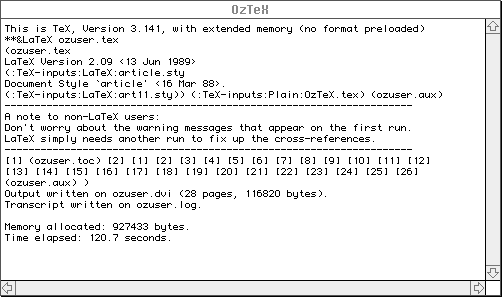 OzTeX
This is TeX, Version 3.141, with extended memory (no format preloaded)
**&LaTeX ozuser.tex
(ozuser.tex
LaTeX Version 2.09 <13 Jun 1989>
(:TeX-inputs:LaTeX:article.sty
Document Style `article' <16 Mar 88>.
(:TeX-inputs:LaTeX:art11.sty)) (:TeX-inputs:Plain:OzTeX.tex) (ozuser.aux)
----------------------------------------------------------------------
A note to non-LaTeX users:
Don't worry about the warning messages that appear on the first run.
LaTeX simply needs another run to fix up the cross-references.
----------------------------------------------------------------------
[1] (ozuser.toc) [2] [1] [2] [3] [4] [5] [6] [7] [8] [9] [10] [11] [12]
[13] [14] [15] [16] [17] [18] [19] [20] [21] [22] [23] [24] [25] [26]
(ozuser.aux) )
Output written on ozuser.dvi (28 pages, 116820 bytes).
Transcript written on ozuser.log.
Memory allocated: 927433 bytes.
Time elapsed: 120.7 seconds.